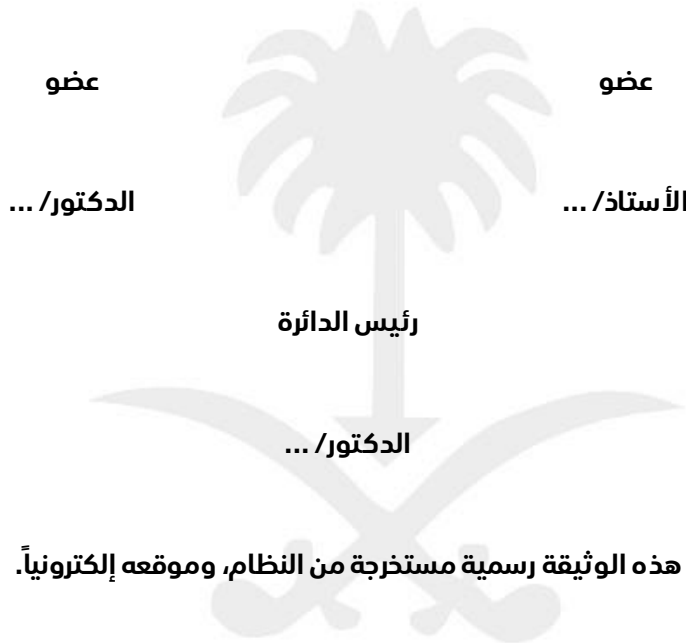 عضو
عضو
الأستاذ/ ...
الدكتور/ ...
رئيس الدائرة
الدكتور/ ...
هذه الوثيقة رسمية مستخرجة من النظام، وموقعه إلكترونياً.